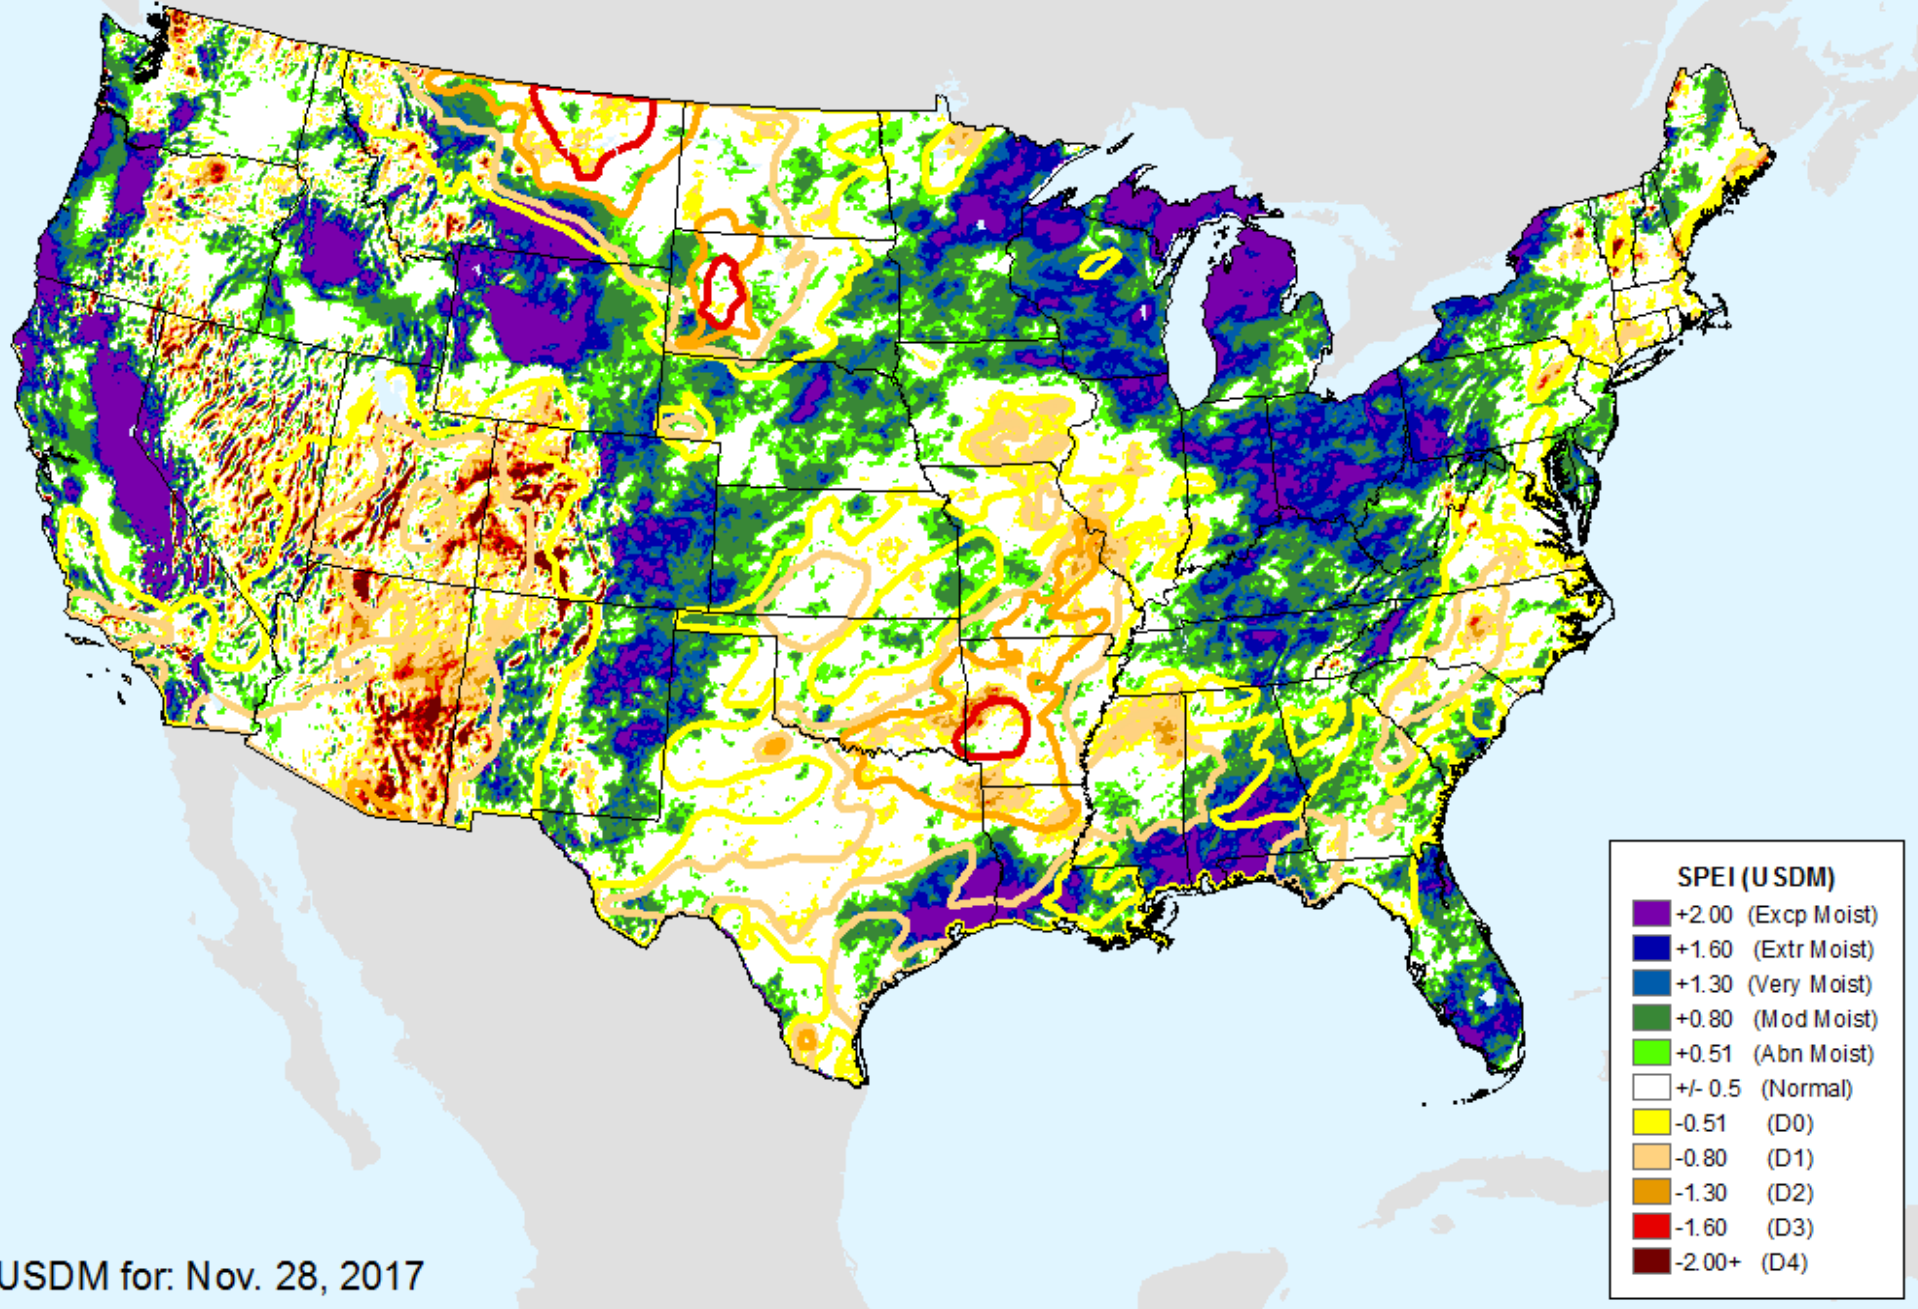 SPEI (USDM)
+2.00 (Excp Moist)
+1.60 (Extr Moist)
+1.30 (Very Moist)
+0.80 (Mod Moist)
+0.51 (Abn Moist)
+/- 0.5 (Normal)
-0.51 (D0)
-0.80 (D1)
-1.30 (D2)
-1.60 (D3)
-2.00+ (D4)
USDM for: Nov. 28, 2017